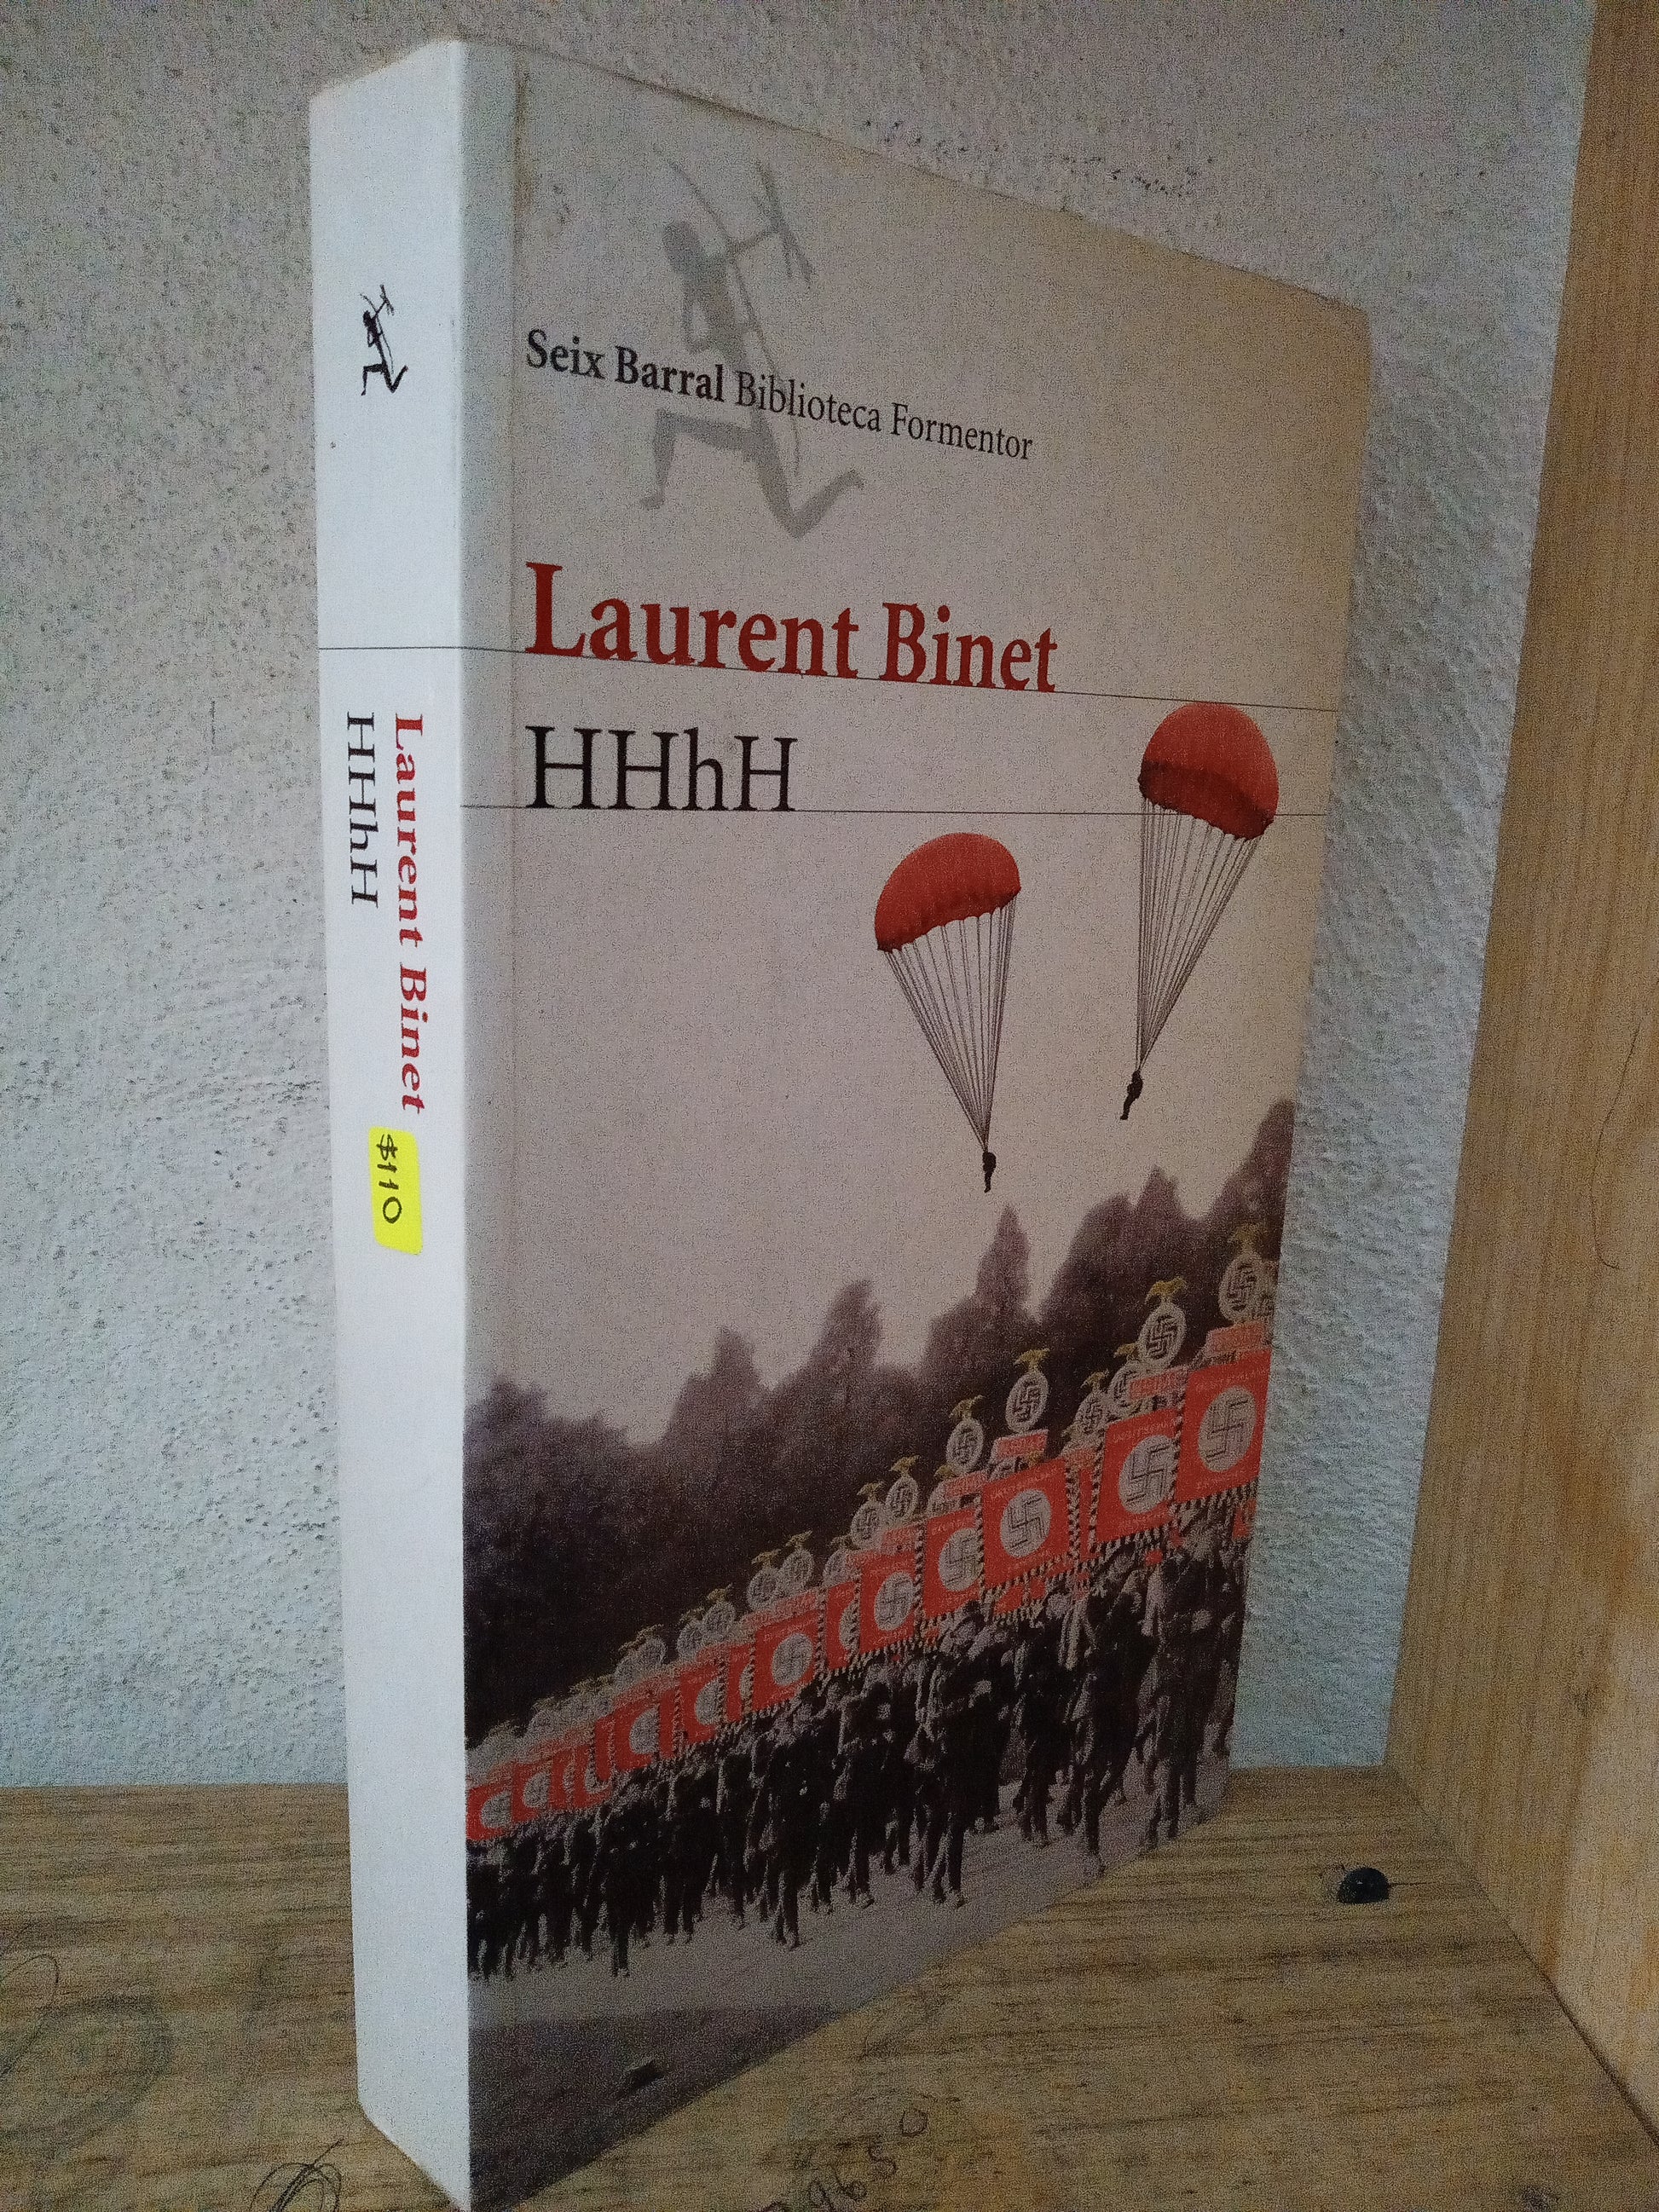 Seix Barral Biblioteca Formentor
Laurent Binet
HHhH
Laurent Binet
HHhH
$110